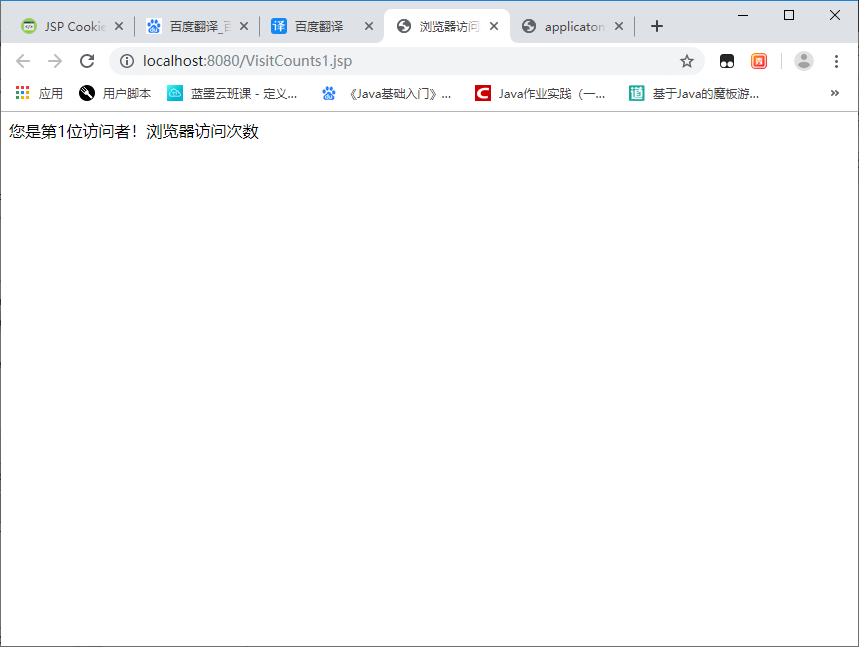 JSP Cookie
百度翻译_百
百度翻译
浏览器访问
applicaton
localhost:8080/VisitCounts1.jsp
应用
用户脚本
蓝墨云班课 - 定义...
《Java基础入门》...
Java作业实践（一...
基于Java的魔板游...
您是第1位访问者！浏览器访问次数